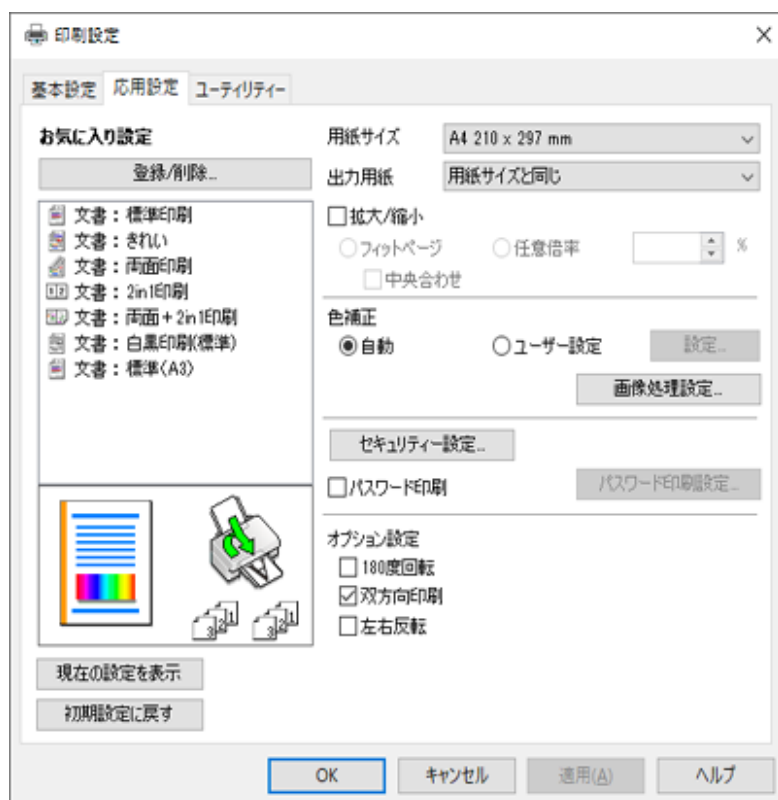 印刷設定
基本設定 応用設定 ユーティリティー
お気に入り設定
登録/削除...
文書：標準印刷
文書：きれい
文書：両面印刷
文書：2in1印刷
文書：両面＋2in1印刷
文書：白黒印刷(標準)
文書：標準(A3)
現在の設定を表示
初期設定に戻す
用紙サイズ A4 210 x 297 mm
出力用紙 用紙サイズと同じ
拡大/縮小
フィットページ 任意倍率 %
中央合わせ
色補正
自動 ユーザー設定 設定...
画像処理設定...
セキュリティー設定...
パスワード印刷 パスワード印刷設定...
オプション設定
180度回転
双方向印刷
左右反転
3 2 1 3 2 1
OK キャンセル 適用(A) ヘルプ